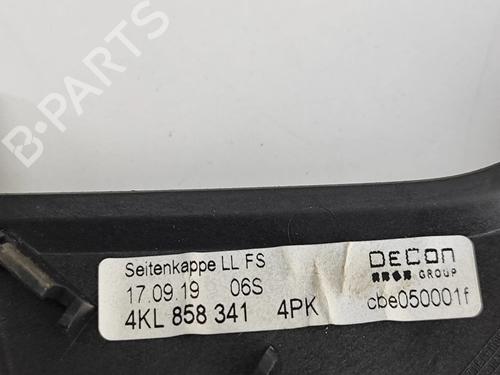 B-PARTS
Seitenkappe LL FS
17.09.19 06S
4KL 858 341 4PK
DECON
GROUP
cbe050001f